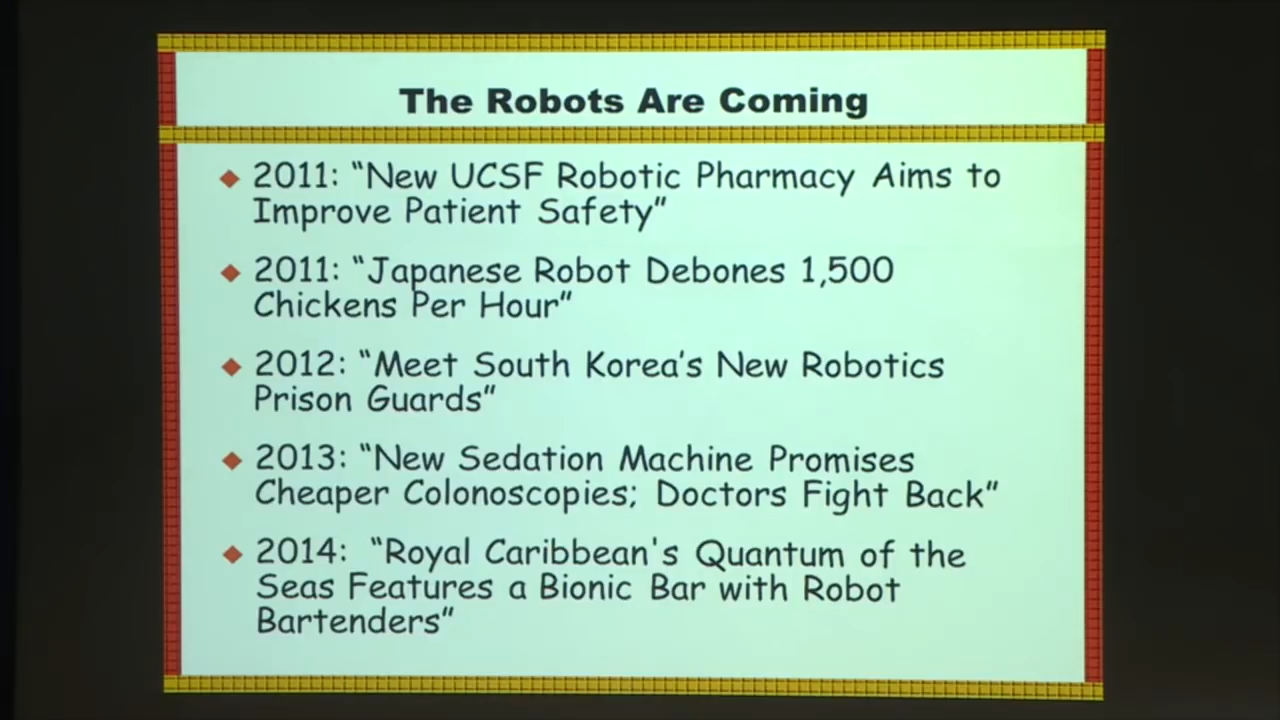 The Robots Are Coming
2011: “New UCSF Robotic Pharmacy Aims to
Improve Patient Safety”
2011: “Japanese Robot Debones 1,500
Chickens Per Hour”
2012: “Meet South Korea’s New Robotics
Prison Guards”
2013: “New Sedation Machine Promises
Cheaper Colonoscopies; Doctors Fight Back”
2014: “Royal Caribbean's Quantum of the
Seas Features a Bionic Bar with Robot
Bartenders”